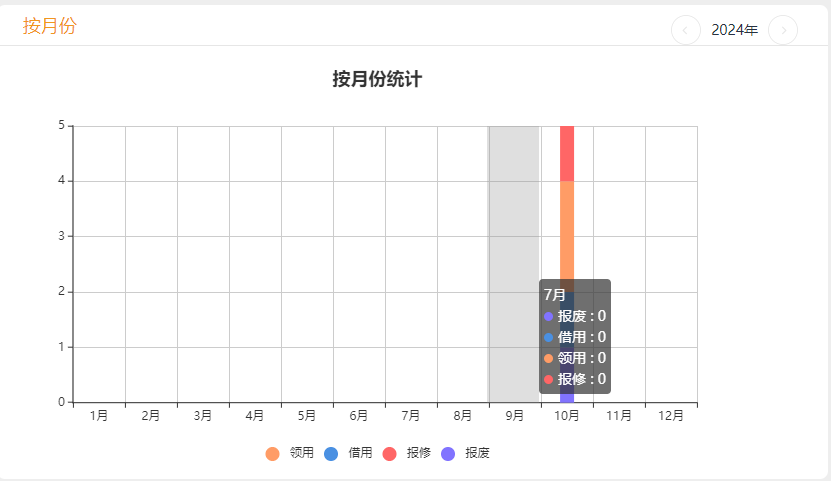 按月份
2024年
按月份统计
5
4
3
2
1
0
7月
报废 : 0
借用 : 0
领用 : 0
报修 : 0
1月 2月 3月 4月 5月 6月 7月 8月 9月 10月 11月 12月
领用 借用 报修 报废